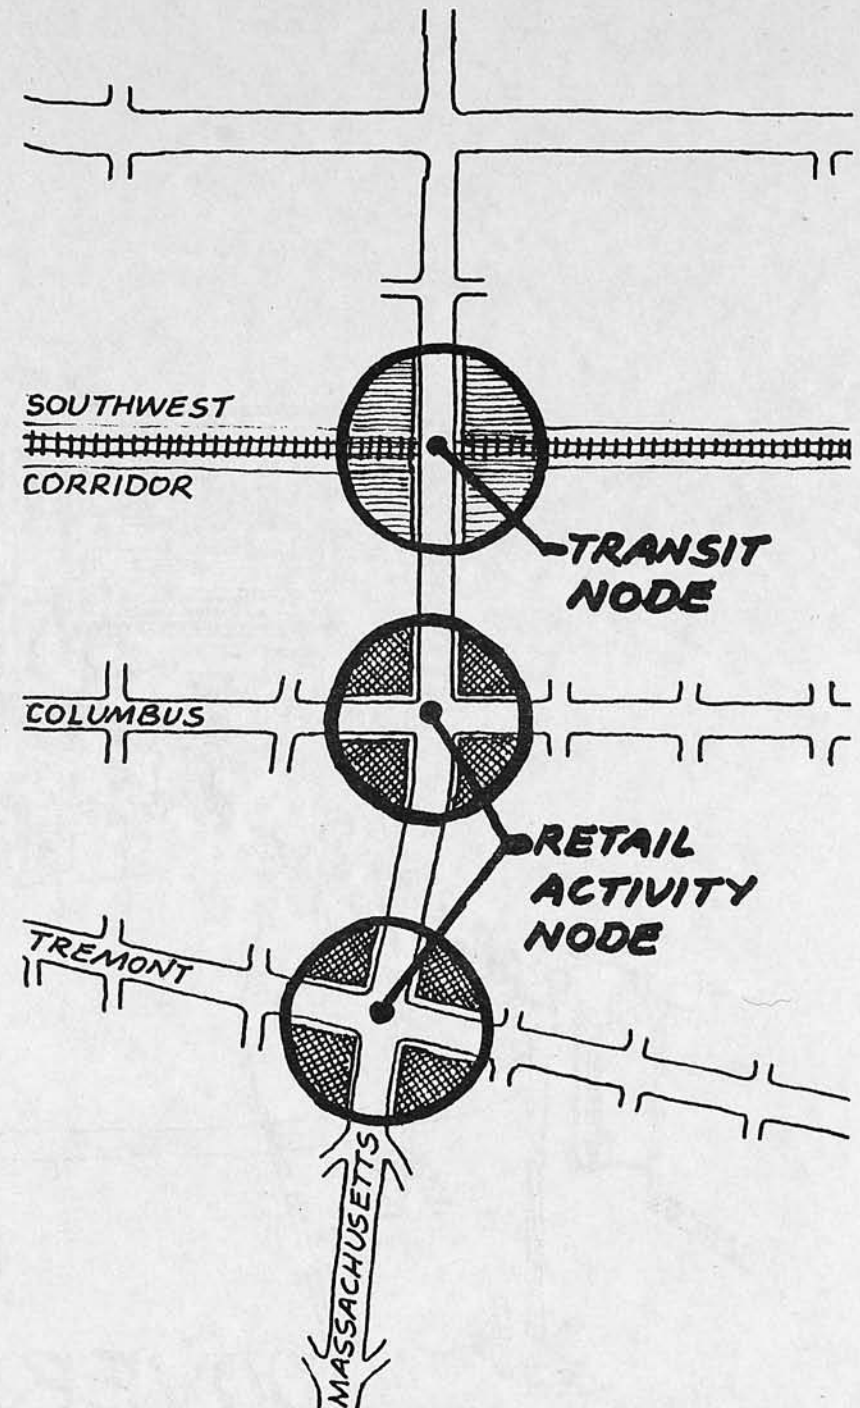 SOUTHWEST
CORRIDOR
TRANSIT
NODE
COLUMBUS
RETAIL
ACTIVITY
NODE
TREMONT
MASSACHUSETTS